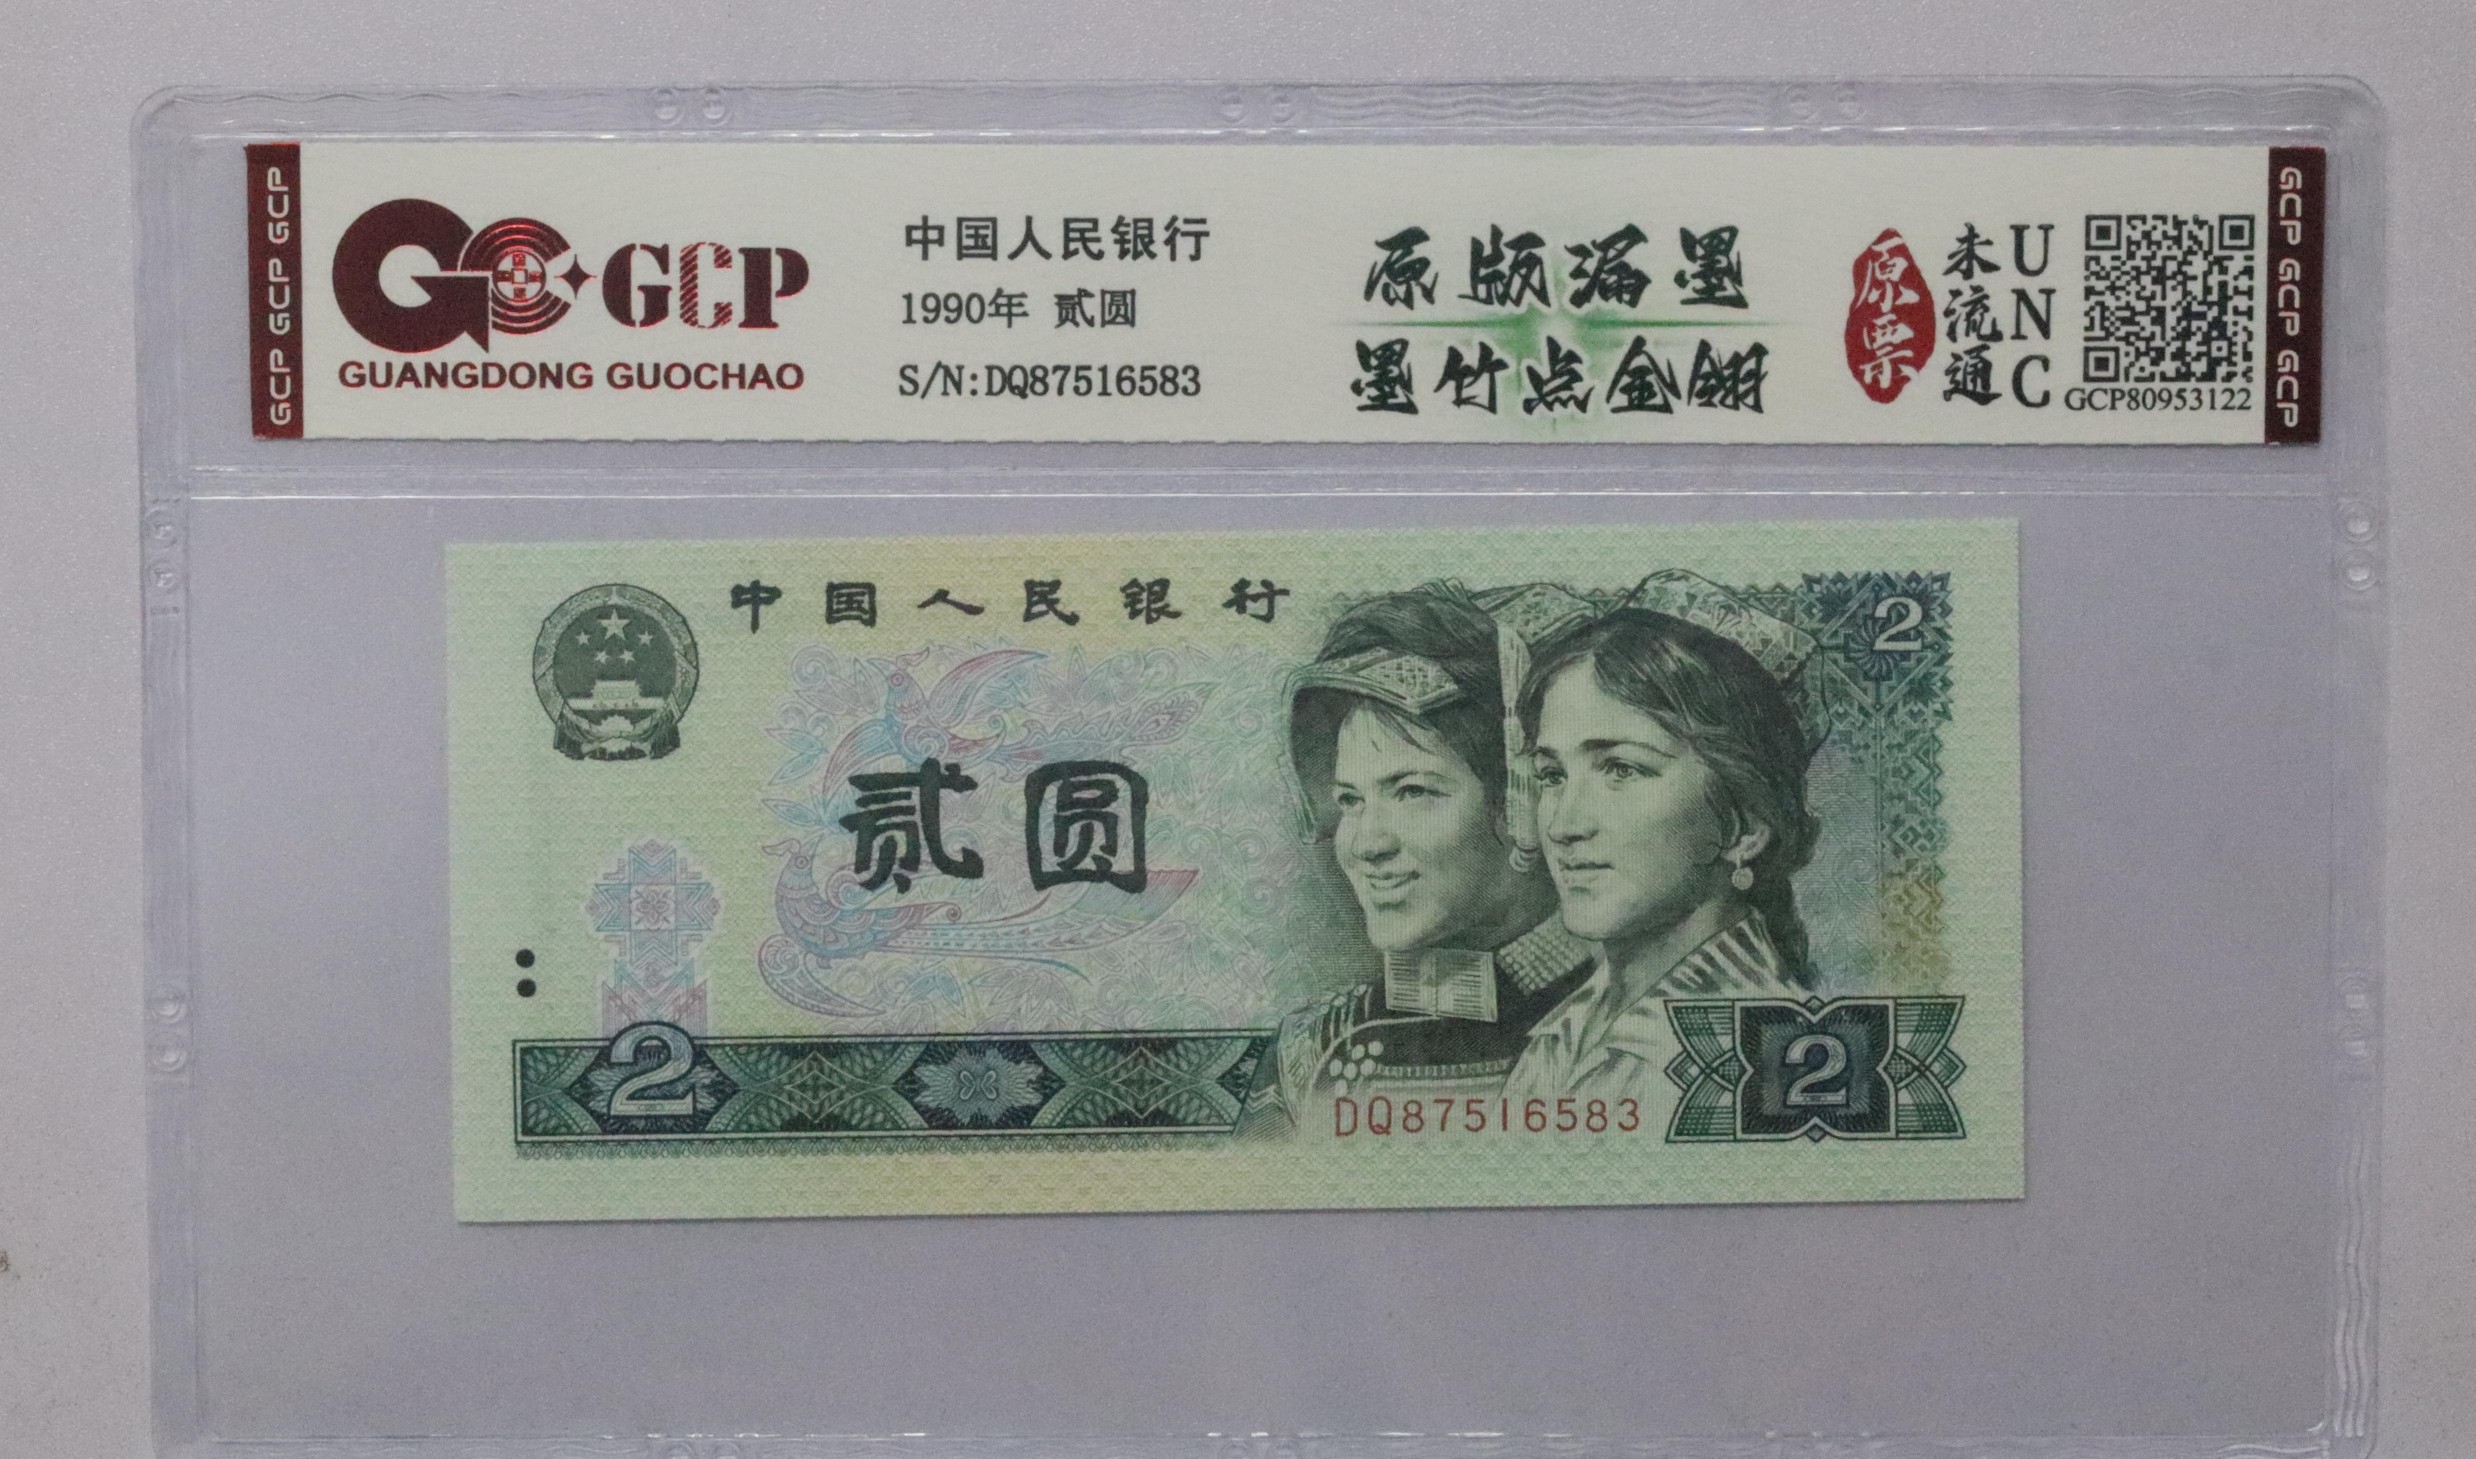 GCP GCP GCP
GCP
GUANGDONG GUOCHAO
中国人民银行
1990年 贰圆
S/N:DQ87516583
原版漏墨
墨竹点金翎
原票
未流通
UNC
GCP80953122
GCP GCP GCP
中国人民银行
2
贰圆
2
DQ87516583
2